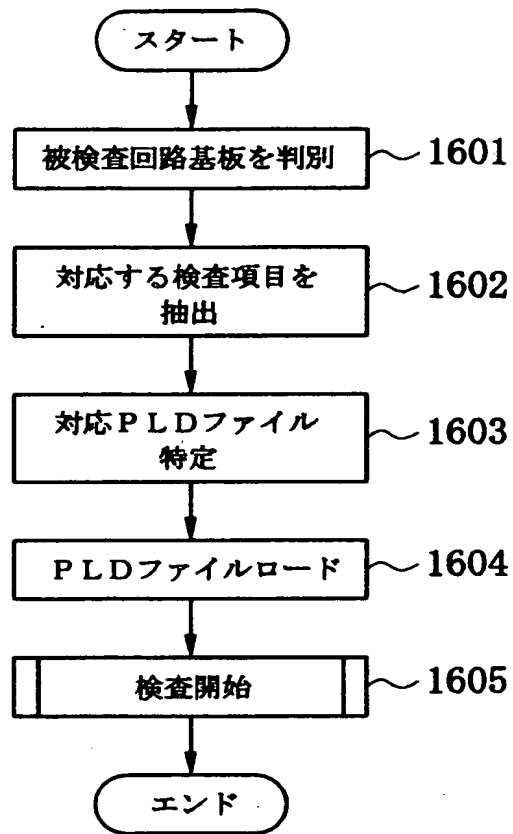 スタート
被検査回路基板を判別
1601
対応する検査項目を
抽出
1602
対応ＰＬＤファイル
特定
1603
ＰＬＤファイルロード
1604
検査開始
1605
エンド